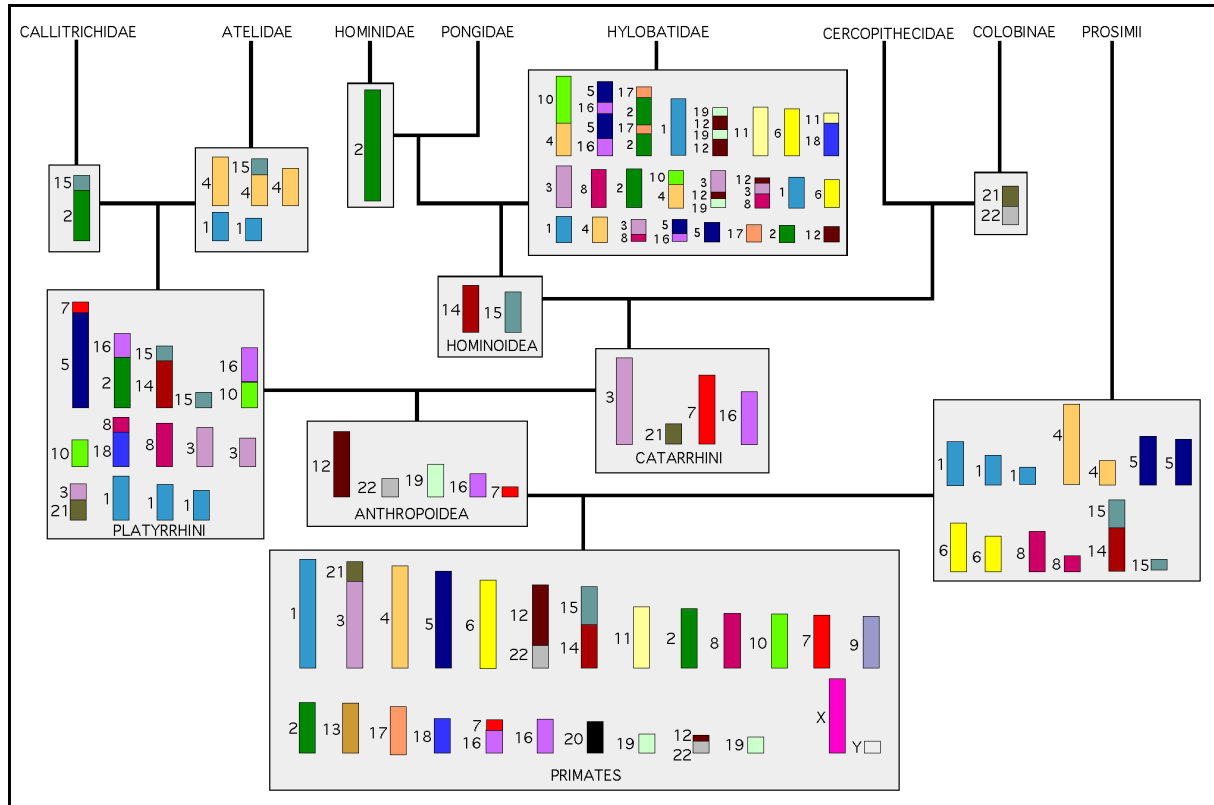 CALLITRICHIDAE ATELIDAE HOMINIDAE PONGIDAE HYLOBATIDAE CERCOPITHECIDAE COLOBINAE PROSIMII
15
2
4 15 4 4
1 1
2
10 4 5 16 5 16 17 2 17 2 1 19 12 19 12 11 6 11 18
3 8 2 10 4 3 12 19 12 3 8 1 6
1 4 3 8 5 16 5 17 2 12
21
22
14 15
HOMINOIDEA
7 5 16 2 15 14 15 16 10
10 8 18 8 3 3
3 21 1 1 1
PLATYRRHINI
3 21 7 16
CATARRHINI
12 22 19 16 7
ANTHROPOIDEA
1 1 1 4 4 5 5
6 6 8 8 15 14 15
1 21 3 4 5 6 12 22 15 14 11 2 8 10 7 9
2 13 17 18 7 16 16 20 19 12 22 19 X Y
PRIMATES